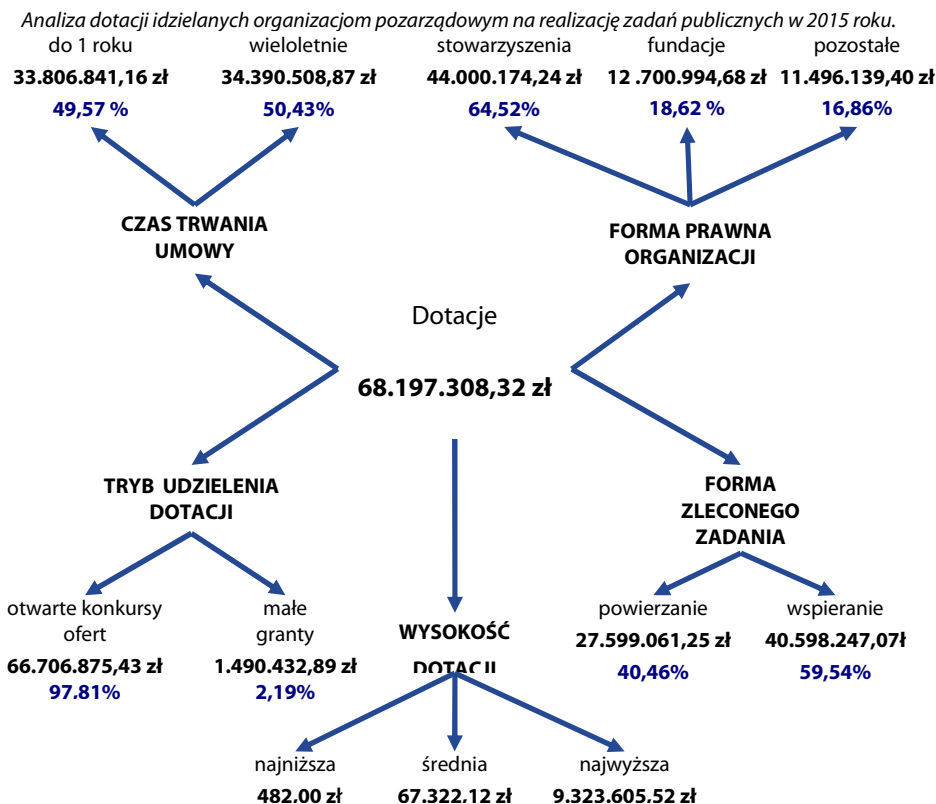 Analiza dotacji idzielanych organizacjom pozarządowym na realizację zadań publicznych w 2015 roku.
do 1 roku
33.806.841,16 zł
49,57 %
wieloletnie
34.390.508,87 zł
50,43%
stowarzyszenia
44.000.174,24 zł
64,52%
fundacje
12 .700.994,68 zł
18,62 %
pozostałe
11.496.139,40 zł
16,86%
CZAS TRWANIA
UMOWY
FORMA PRAWNA
ORGANIZACJI
Dotacje
68.197.308,32 zł
TRYB UDZIELENIA
DOTACJI
FORMA
ZLECONEGO
ZADANIA
otwarte konkursy
ofert
66.706.875,43 zł
97.81%
małe
granty
1.490.432,89 zł
2,19%
WYSOKOŚĆ
DOTACJI
powierzanie
27.599.061,25 zł
40,46%
wspieranie
40.598.247,07ł
59,54%
najniższa
482,00 zł
średnia
67.322,12 zł
najwyższa
9.323.605,52 zł